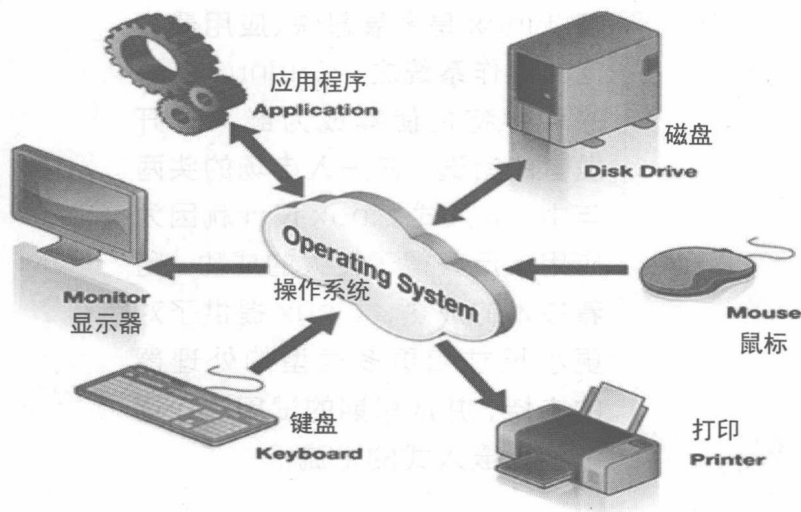 应用程序
Application
磁盘
Disk Drive
Operating System
操作系统
Monitor
显示器
Mouse
鼠标
键盘
Keyboard
打印
Printer